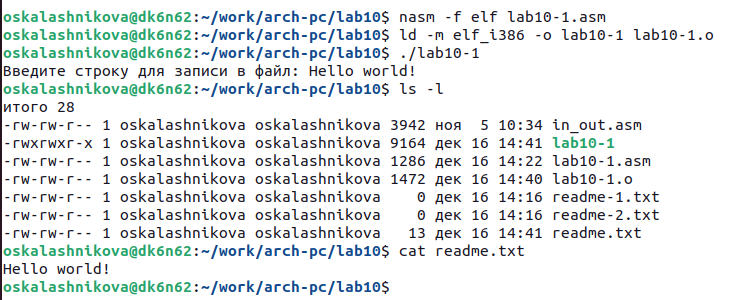 oskalashnikova@dk6n62:~/work/arch-pc/lab10$ nasm -f elf lab10-1.asm
oskalashnikova@dk6n62:~/work/arch-pc/lab10$ ld -m elf_i386 -o lab10-1 lab10-1.o
oskalashnikova@dk6n62:~/work/arch-pc/lab10$ ./lab10-1
Введите строку для записи в файл: Hello world!
oskalashnikova@dk6n62:~/work/arch-pc/lab10$ ls -l
итого 28
-rw-rw-r-- 1 oskalashnikova oskalashnikova 3942 ноя  5 10:34 in_out.asm
-rwxrwxr-x 1 oskalashnikova oskalashnikova 9164 дек 16 14:41 lab10-1
-rw-rw-r-- 1 oskalashnikova oskalashnikova 1286 дек 16 14:22 lab10-1.asm
-rw-rw-r-- 1 oskalashnikova oskalashnikova 1472 дек 16 14:40 lab10-1.o
-rw-rw-r-- 1 oskalashnikova oskalashnikova    0 дек 16 14:16 readme-1.txt
-rw-rw-r-- 1 oskalashnikova oskalashnikova    0 дек 16 14:16 readme-2.txt
-rw-rw-r-- 1 oskalashnikova oskalashnikova   13 дек 16 14:41 readme.txt
oskalashnikova@dk6n62:~/work/arch-pc/lab10$ cat readme.txt
Hello world!
oskalashnikova@dk6n62:~/work/arch-pc/lab10$